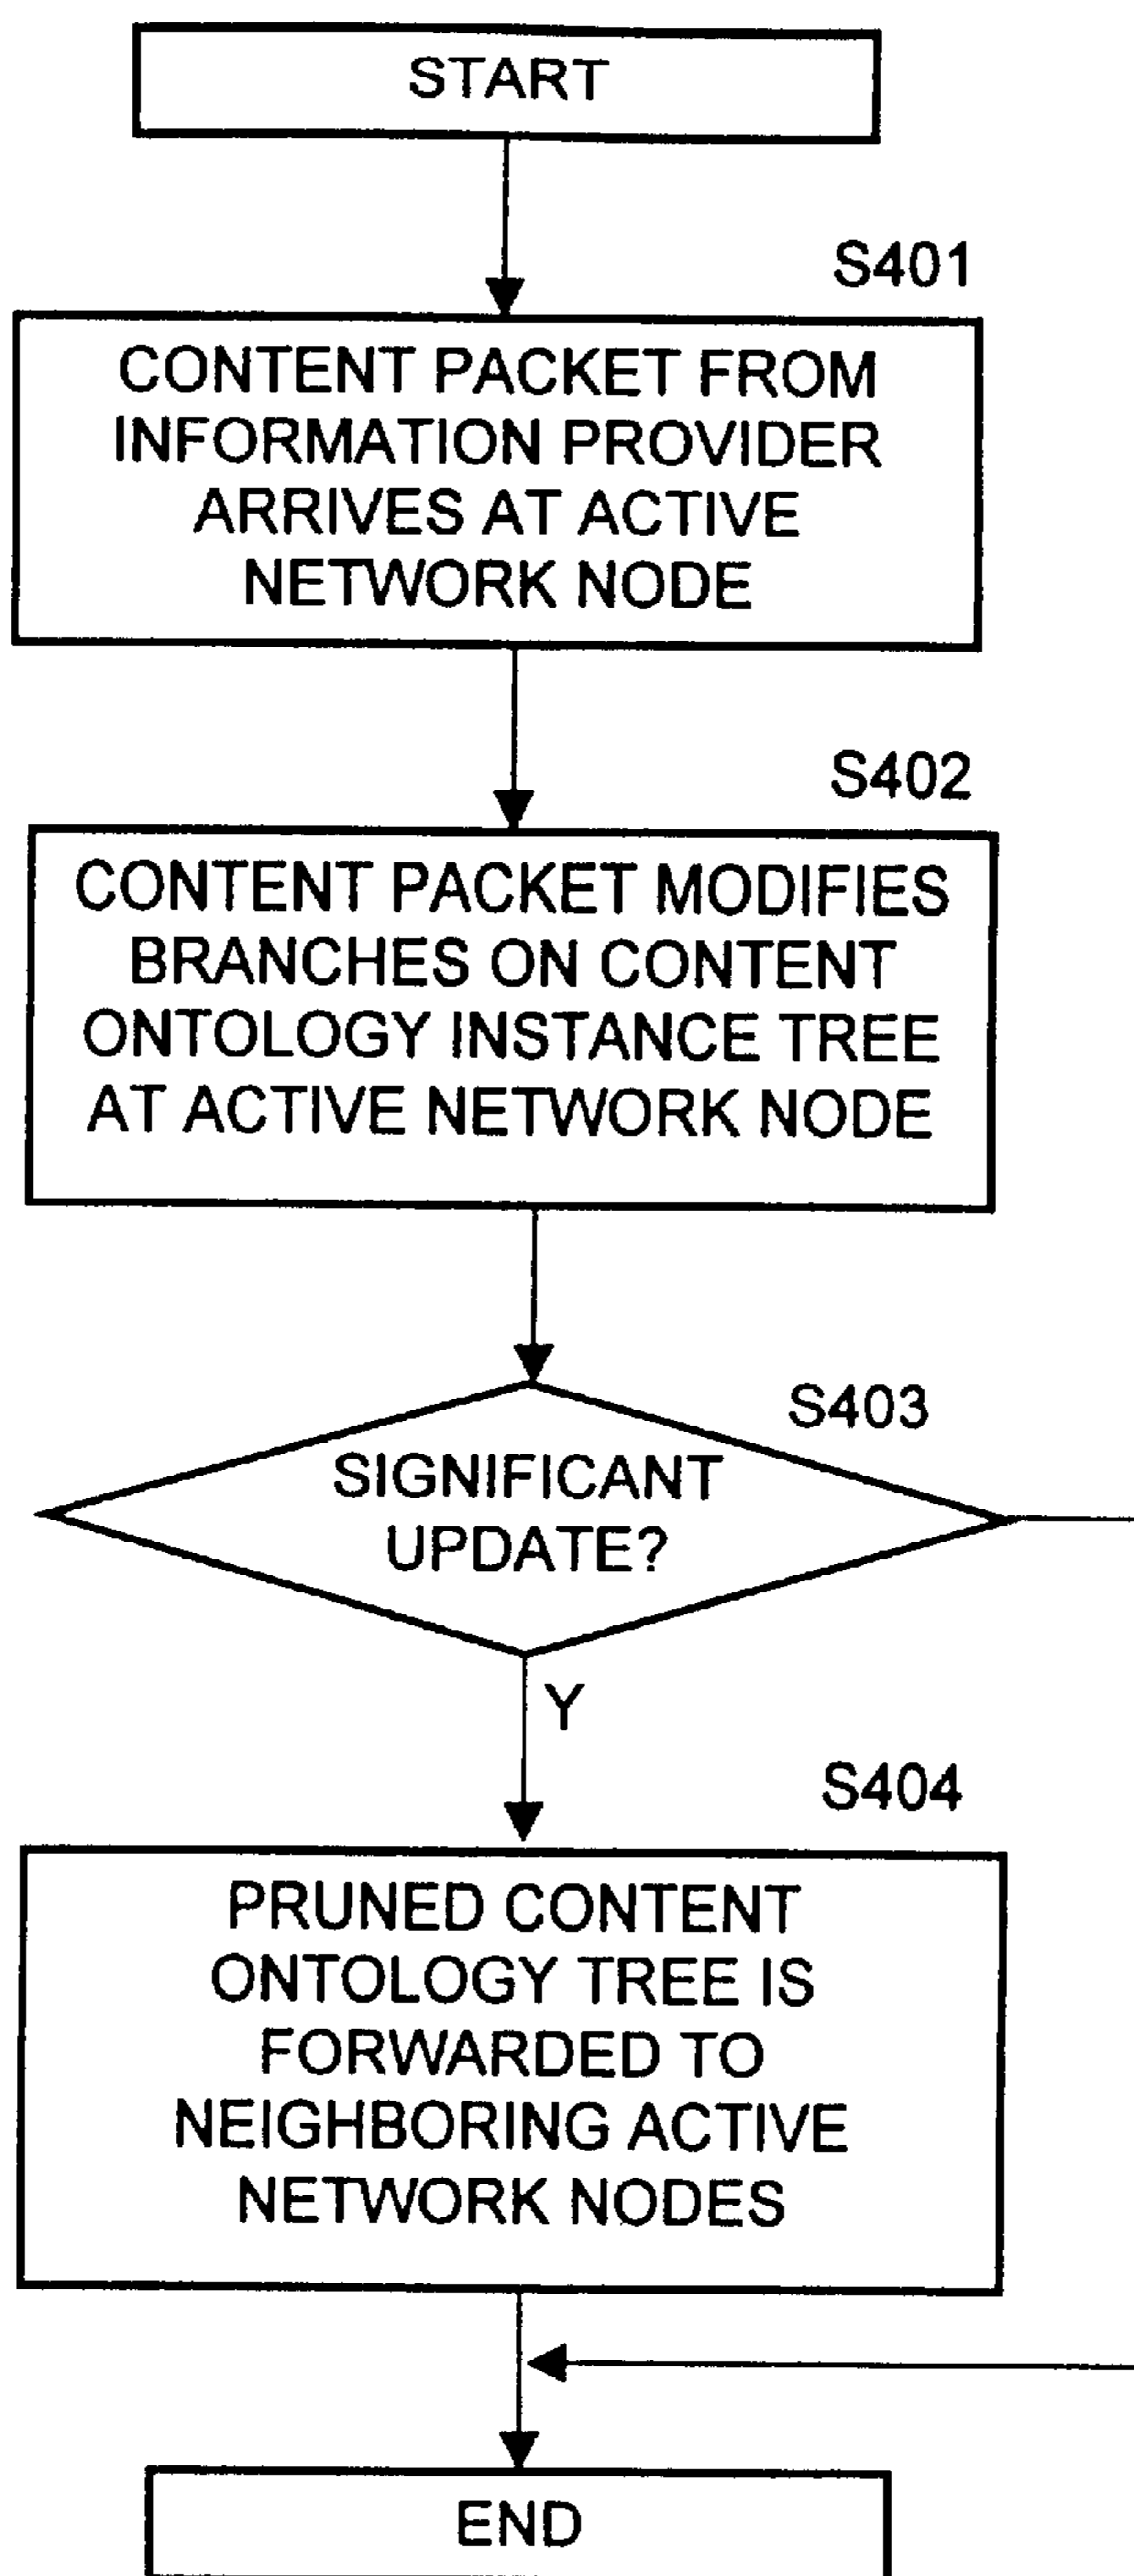 START
S401
CONTENT PACKET FROM
INFORMATION PROVIDER
ARRIVES AT ACTIVE
NETWORK NODE
S402
CONTENT PACKET MODIFIES
BRANCHES ON CONTENT
ONTOLOGY INSTANCE TREE
AT ACTIVE NETWORK NODE
S403
SIGNIFICANT
UPDATE?
Y
S404
PRUNED CONTENT
ONTOLOGY TREE IS
FORWARDED TO
NEIGHBORING ACTIVE
NETWORK NODES
END